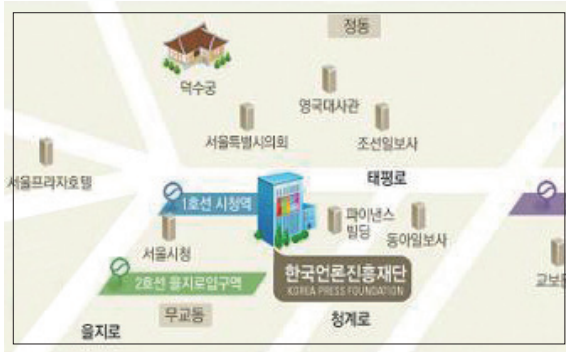 정동
덕수궁
영국대사관
서울특별시의회
조선일보사
서울프라자호텔
태평로
1호선 시청역
파이낸스
빌딩
동아일보사
서울시청
한국언론진흥재단
KOREA PRESS FOUNDATION
2호선 을지로입구역
무교동
청계로
을지로